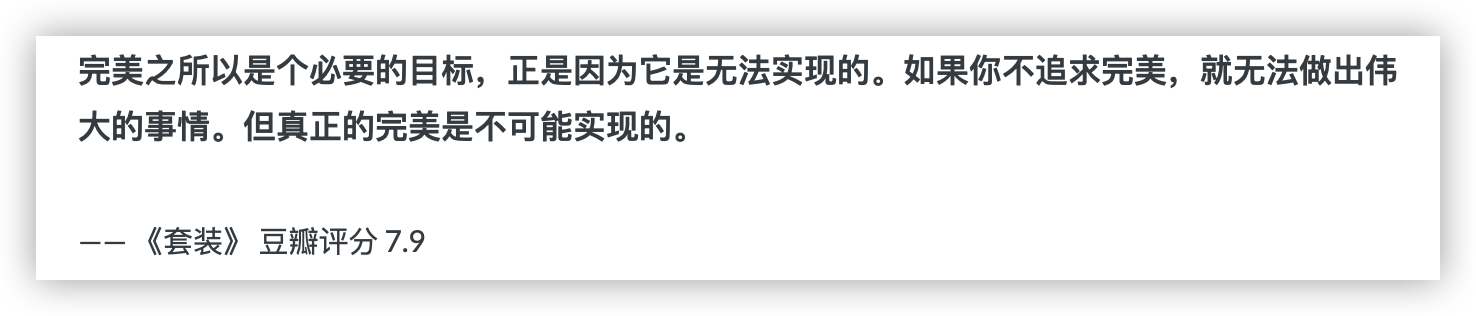 完美之所以是个必要的目标，正是因为它是无法实现的。如果你不追求完美，就无法做出伟
大的事情。但真正的完美是不可能实现的。
—— 《套装》 豆瓣评分 7.9